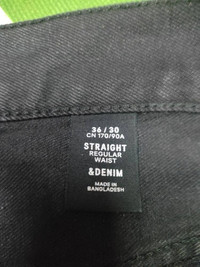 36 / 30
CN 170/90A
STRAIGHT
REGULAR
WAIST
&DENIM
MADE IN
BANGLADESH